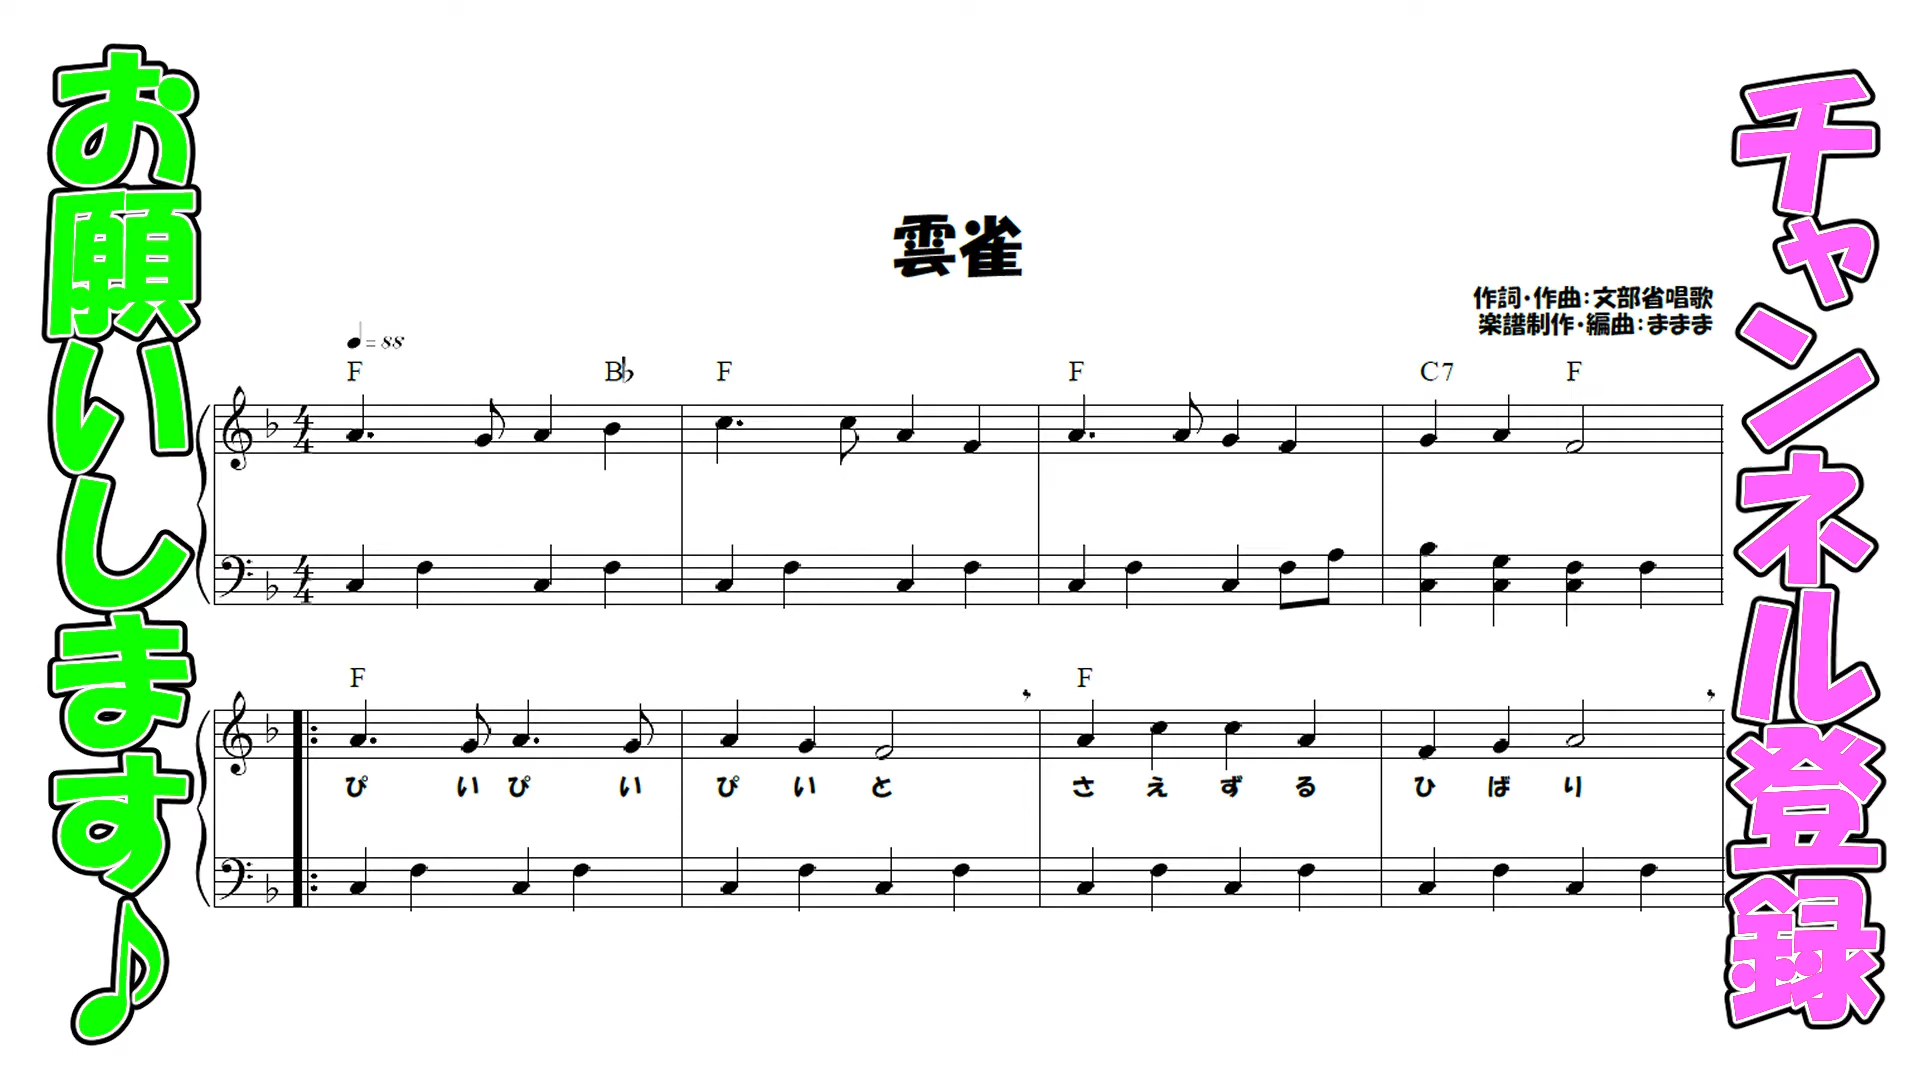 チャンネル登録
お願いします♪
雲雀
作詞・作曲：文部省唱歌
楽譜制作・編曲：ままま
♩= 88
F B♭ F F C7 F
F F
ぴ い ぴ い ぴ い と さ え ず る ひ ば り